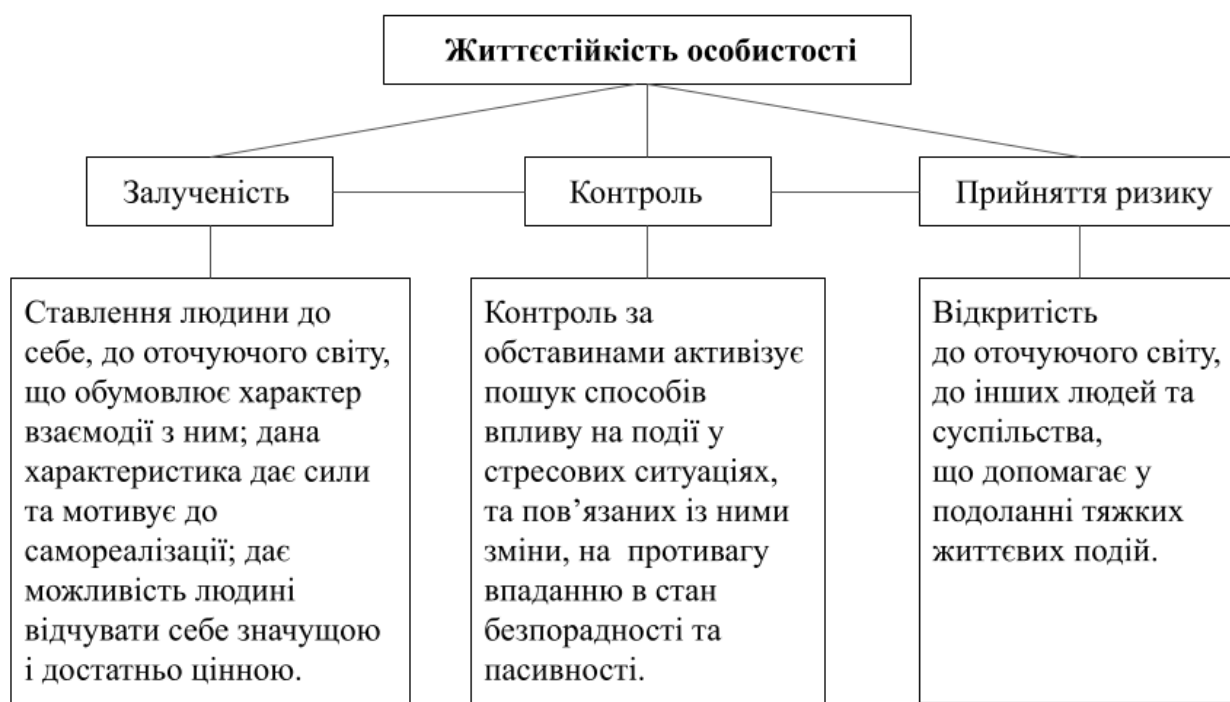 Життєстійкість особистості
Залученість
Контроль
Прийняття ризику
Ставлення людини до
себе, до оточуючого світу,
що обумовлює характер
взаємодії з ним; дана
характеристика дає сили
та мотивує до
самореалізації; дає
можливість людині
відчувати себе значущою
і достатньо цінною.
Контроль за
обставинами активізує
пошук способів
впливу на події у
стресових ситуаціях,
та пов’язаних із ними
зміни, на противагу
впаданню в стан
безпорадності та
пасивності.
Відкритість
до оточуючого світу,
до інших людей та
суспільства,
що допомагає у
подоланні тяжких
життєвих подій.